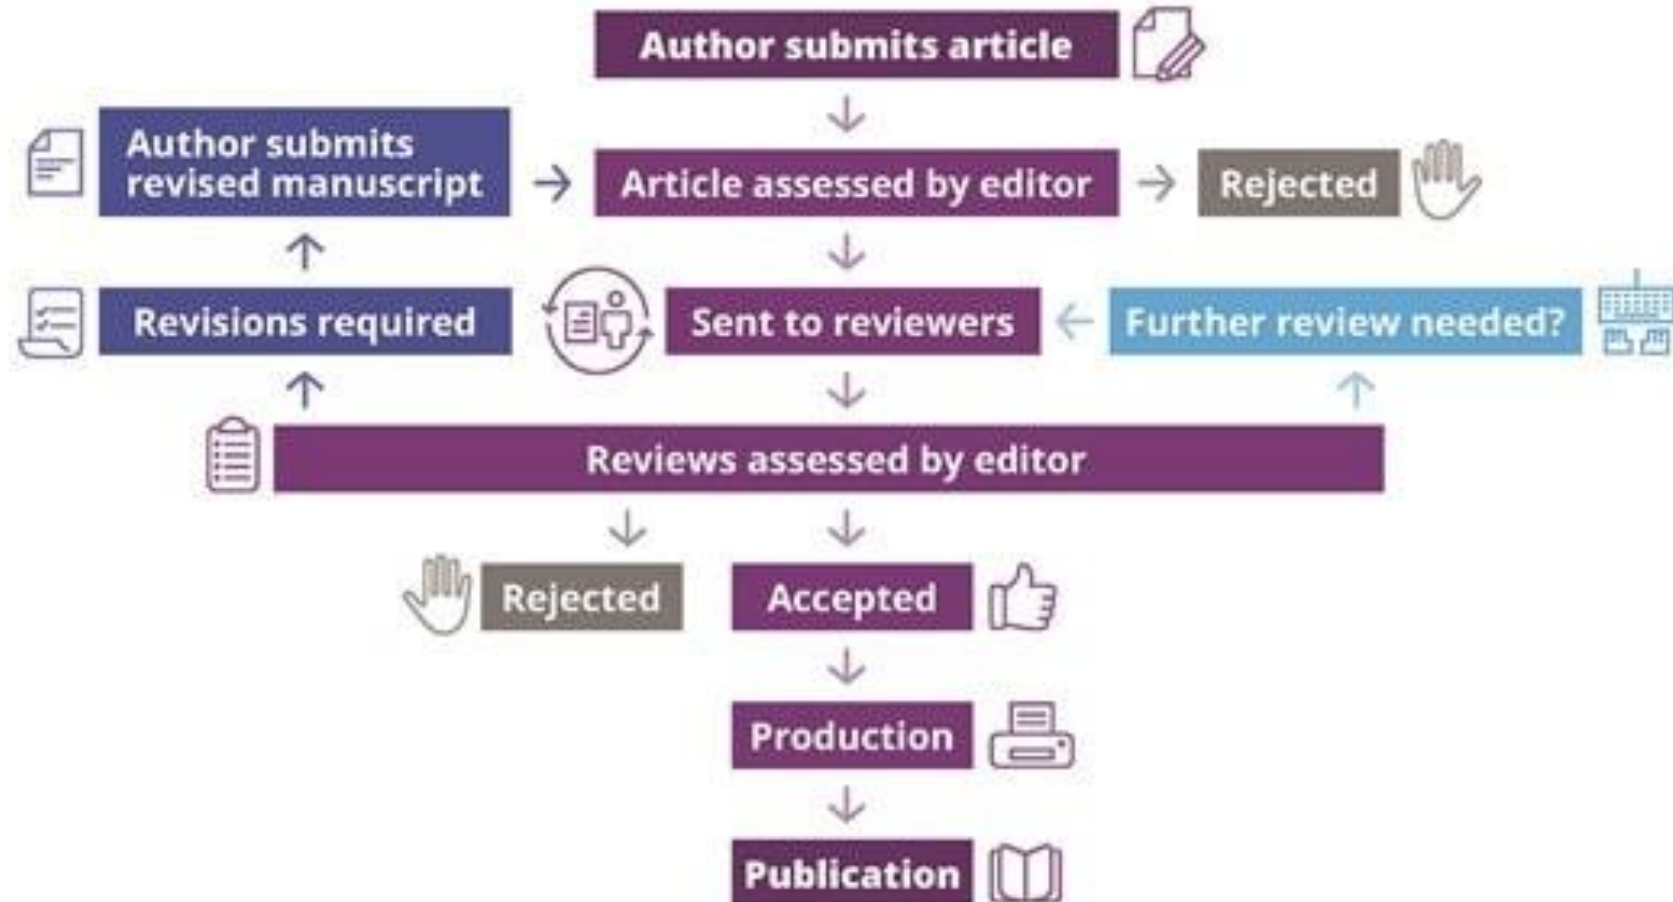 Author submits article
Author submits
revised manuscript
Article assessed by editor
Rejected
Revisions required
Sent to reviewers
Further review needed?
Reviews assessed by editor
Rejected
Accepted
Production
Publication